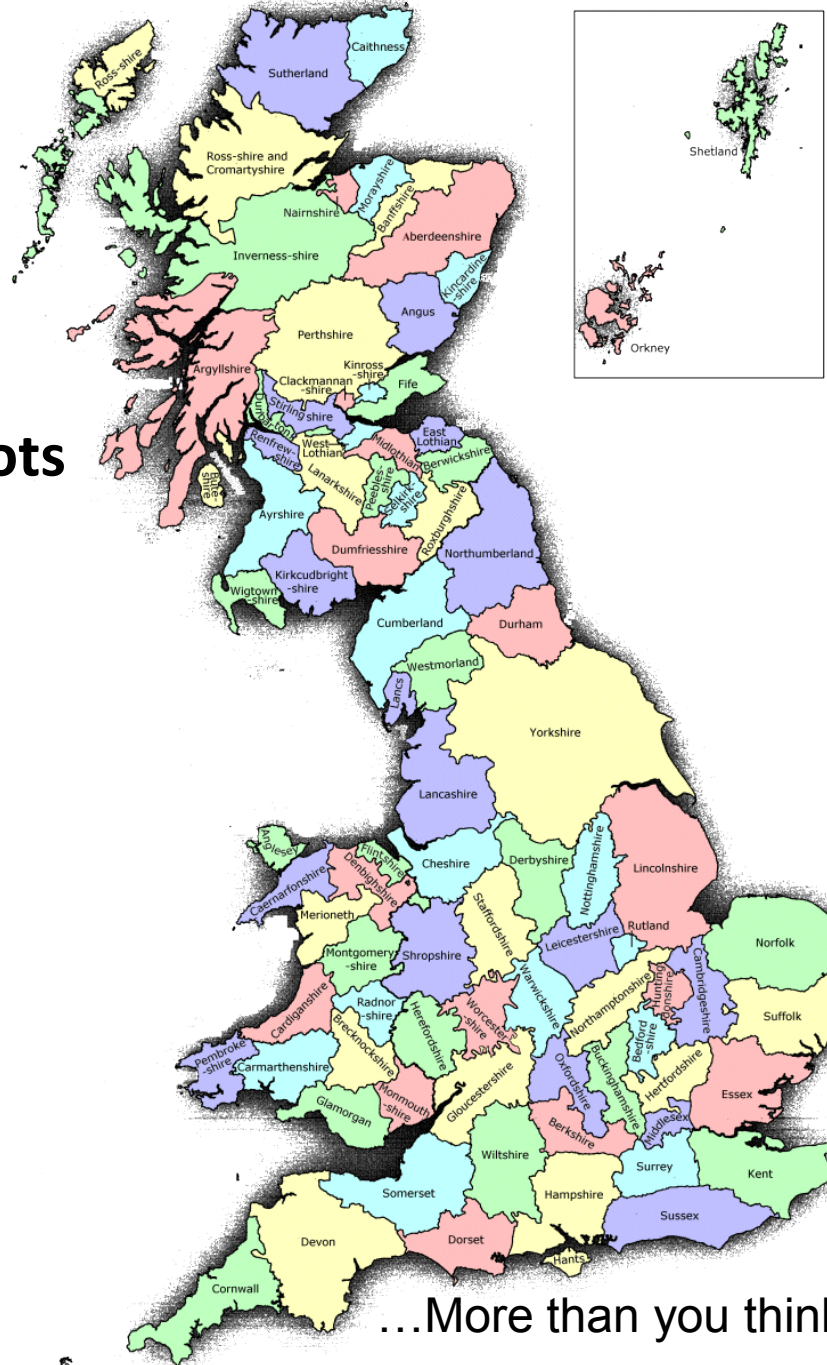 Ross-shire
Sutherland
Caithness
Shetland
Orkney
Ross-shire and
Cromartyshire
Nairnshire
Morayshire
Banffshire
Aberdeenshire
Inverness-shire
Kincardine
-shire
Angus
Perthshire
Argyllshire
Kinross
-shire
Clackmannan
-shire
Fife
Stirling shire
Dunbartonh
ots
Renfrew-
shire
West
Lothian
Midlothian
East
Lothian
Berwickshire
Bute-
shire
Lanarkshire
Peebles-
shire
Selkirk-
shire
Roxburghshire
Ayrshire
Dumfriesshire
Northumberland
Kirkcudbright
-shire
Wigtown
-shire
Cumberland
Durham
Westmorland
Lancs
Yorkshire
Lancashire
Anglesey
Flintshire
Denbighshire
Caernarfonshire
Cheshire
Derbyshire
Nottinghamshire
Lincolnshire
Merioneth
Staffordshire
Rutland
Leicestershire
Norfolk
Montgomery
-shire
Shropshire
Cambridgeshire
Hunting
donshire
Warwickshire
Northamptonshire
Suffolk
Cardiganshire
Radnor
-shire
Herefordshire
Worcester-
shire
Bedford
-shire
Brecknockshire
Pembroke
-shire
Carmarthenshire
Oxfordshire
Buckinghamshire
Hertfordshire
Essex
Glamorgan
Monmouth
-shire
Gloucestershire
Middlesex
Berkshire
Wiltshire
Surrey
Kent
Somerset
Hampshire
Sussex
Devon
Dorset
Hants
Cornwall
…More than you think